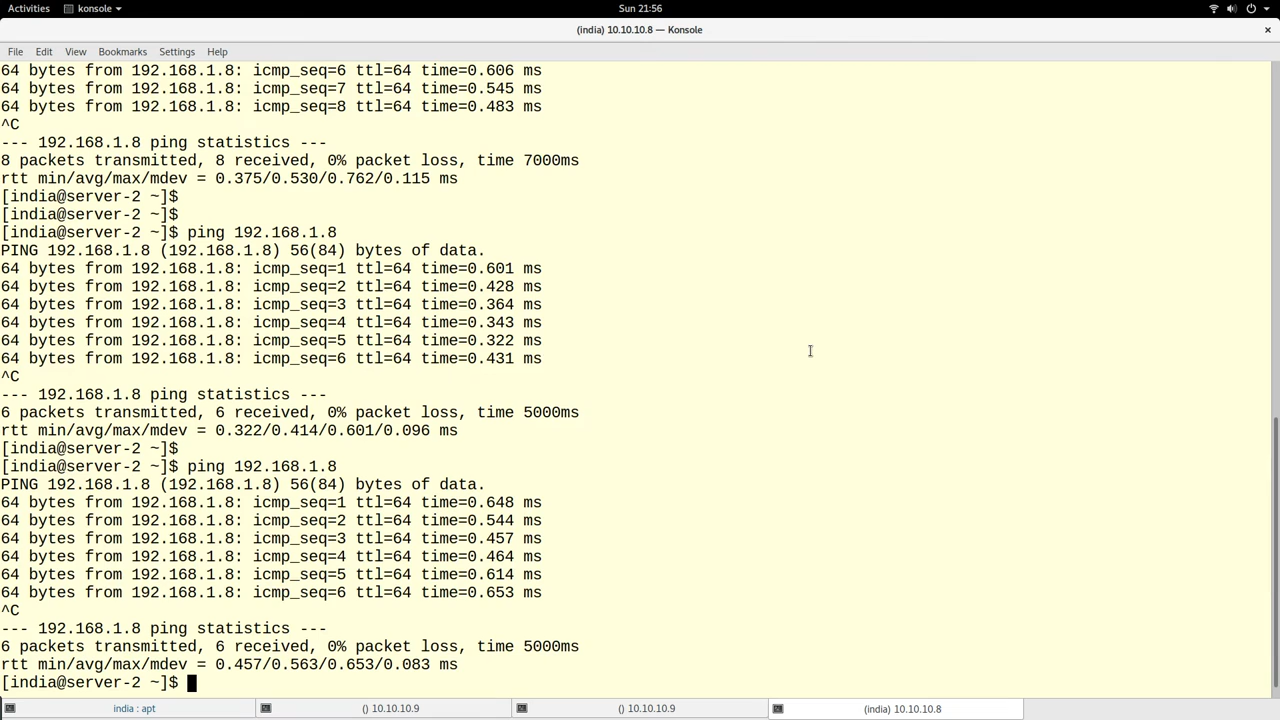 Activities konsole Sun 21:56
(india) 10.10.10.8 — Konsole ×
File Edit View Bookmarks Settings Help
64 bytes from 192.168.1.8: icmp_seq=6 ttl=64 time=0.606 ms
64 bytes from 192.168.1.8: icmp_seq=7 ttl=64 time=0.545 ms
64 bytes from 192.168.1.8: icmp_seq=8 ttl=64 time=0.483 ms
^C
--- 192.168.1.8 ping statistics ---
8 packets transmitted, 8 received, 0% packet loss, time 7000ms
rtt min/avg/max/mdev = 0.375/0.530/0.762/0.115 ms
[india@server-2 ~]$
[india@server-2 ~]$
[india@server-2 ~]$ ping 192.168.1.8
PING 192.168.1.8 (192.168.1.8) 56(84) bytes of data.
64 bytes from 192.168.1.8: icmp_seq=1 ttl=64 time=0.601 ms
64 bytes from 192.168.1.8: icmp_seq=2 ttl=64 time=0.428 ms
64 bytes from 192.168.1.8: icmp_seq=3 ttl=64 time=0.364 ms
64 bytes from 192.168.1.8: icmp_seq=4 ttl=64 time=0.343 ms
64 bytes from 192.168.1.8: icmp_seq=5 ttl=64 time=0.322 ms
64 bytes from 192.168.1.8: icmp_seq=6 ttl=64 time=0.431 ms
^C
--- 192.168.1.8 ping statistics ---
6 packets transmitted, 6 received, 0% packet loss, time 5000ms
rtt min/avg/max/mdev = 0.322/0.414/0.601/0.096 ms
[india@server-2 ~]$
[india@server-2 ~]$ ping 192.168.1.8
PING 192.168.1.8 (192.168.1.8) 56(84) bytes of data.
64 bytes from 192.168.1.8: icmp_seq=1 ttl=64 time=0.648 ms
64 bytes from 192.168.1.8: icmp_seq=2 ttl=64 time=0.544 ms
64 bytes from 192.168.1.8: icmp_seq=3 ttl=64 time=0.457 ms
64 bytes from 192.168.1.8: icmp_seq=4 ttl=64 time=0.464 ms
64 bytes from 192.168.1.8: icmp_seq=5 ttl=64 time=0.614 ms
64 bytes from 192.168.1.8: icmp_seq=6 ttl=64 time=0.653 ms
^C
--- 192.168.1.8 ping statistics ---
6 packets transmitted, 6 received, 0% packet loss, time 5000ms
rtt min/avg/max/mdev = 0.457/0.563/0.653/0.083 ms
[india@server-2 ~]$
india : apt () 10.10.10.9 () 10.10.10.9 (india) 10.10.10.8